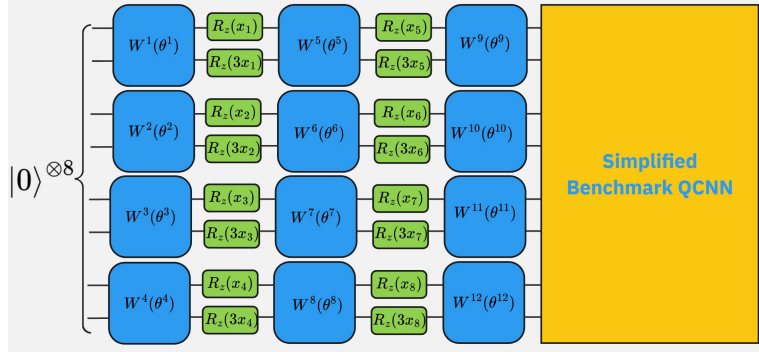 |0⟩^{⊗8}
W^1(θ^1) R_z(x_1) W^5(θ^5) R_z(x_5) W^9(θ^9)
R_z(3x_1) R_z(3x_5)
W^2(θ^2) R_z(x_2) W^6(θ^6) R_z(x_6) W^{10}(θ^{10})
R_z(3x_2) R_z(3x_6)
W^3(θ^3) R_z(x_3) W^7(θ^7) R_z(x_7) W^{11}(θ^{11})
R_z(3x_3) R_z(3x_7)
W^4(θ^4) R_z(x_4) W^8(θ^8) R_z(x_8) W^{12}(θ^{12})
R_z(3x_4) R_z(3x_8)
Simplified
Benchmark QCNN